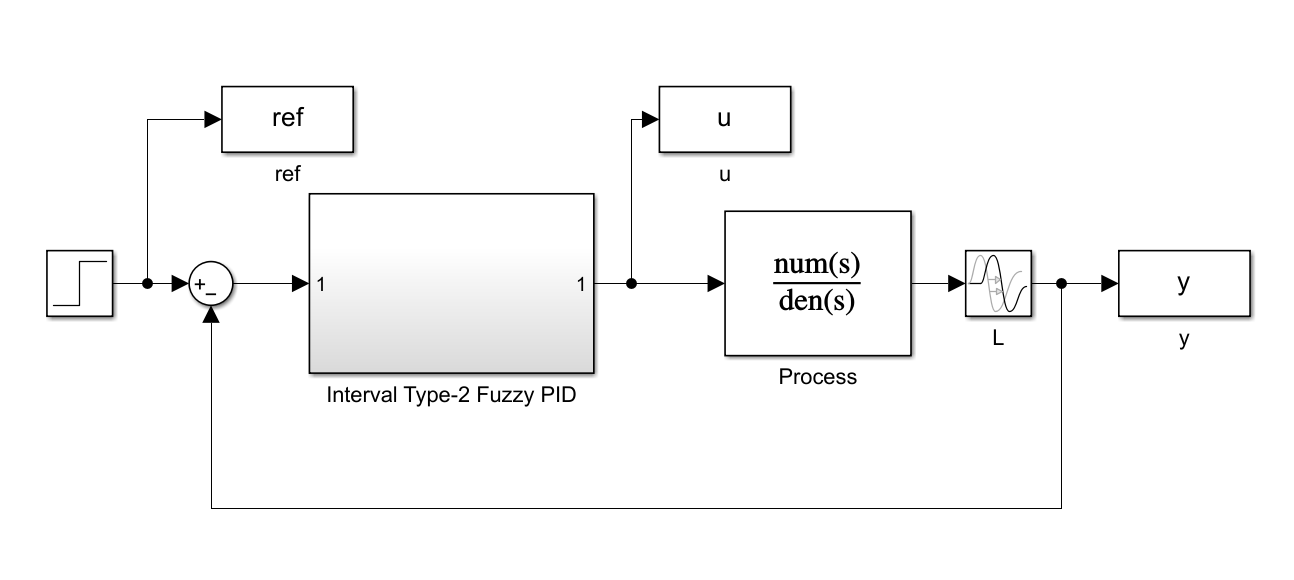 ref
ref
u
u
+
−
1
1
Interval Type-2 Fuzzy PID
num(s)
den(s)
Process
L
y
y